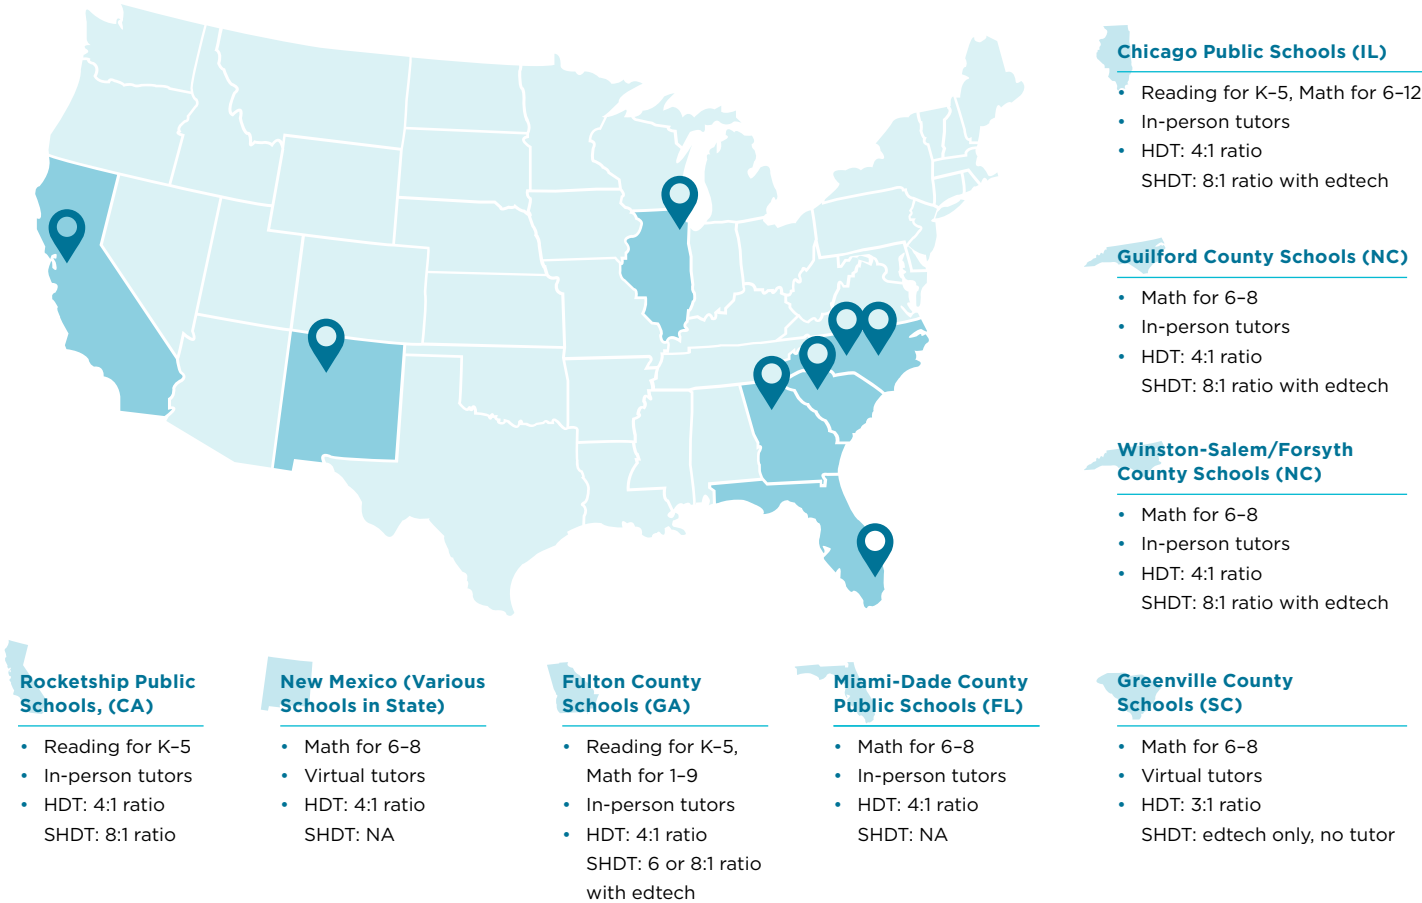 Chicago Public Schools (IL)
• Reading for K–5, Math for 6–12
• In-person tutors
• HDT: 4:1 ratio
SHDT: 8:1 ratio with edtech
Guilford County Schools (NC)
• Math for 6–8
• In-person tutors
• HDT: 4:1 ratio
SHDT: 8:1 ratio with edtech
Winston-Salem/Forsyth
County Schools (NC)
• Math for 6–8
• In-person tutors
• HDT: 4:1 ratio
SHDT: 8:1 ratio with edtech
Rocketship Public
Schools, (CA)
• Reading for K–5
• In-person tutors
• HDT: 4:1 ratio
SHDT: 8:1 ratio
New Mexico (Various
Schools in State)
• Math for 6–8
• Virtual tutors
• HDT: 4:1 ratio
SHDT: NA
Fulton County
Schools (GA)
• Reading for K–5,
Math for 1–9
• In-person tutors
• HDT: 4:1 ratio
SHDT: 6 or 8:1 ratio
with edtech
Miami-Dade County
Public Schools (FL)
• Math for 6–8
• In-person tutors
• HDT: 4:1 ratio
SHDT: NA
Greenville County
Schools (SC)
• Math for 6–8
• Virtual tutors
• HDT: 3:1 ratio
SHDT: edtech only, no tutor